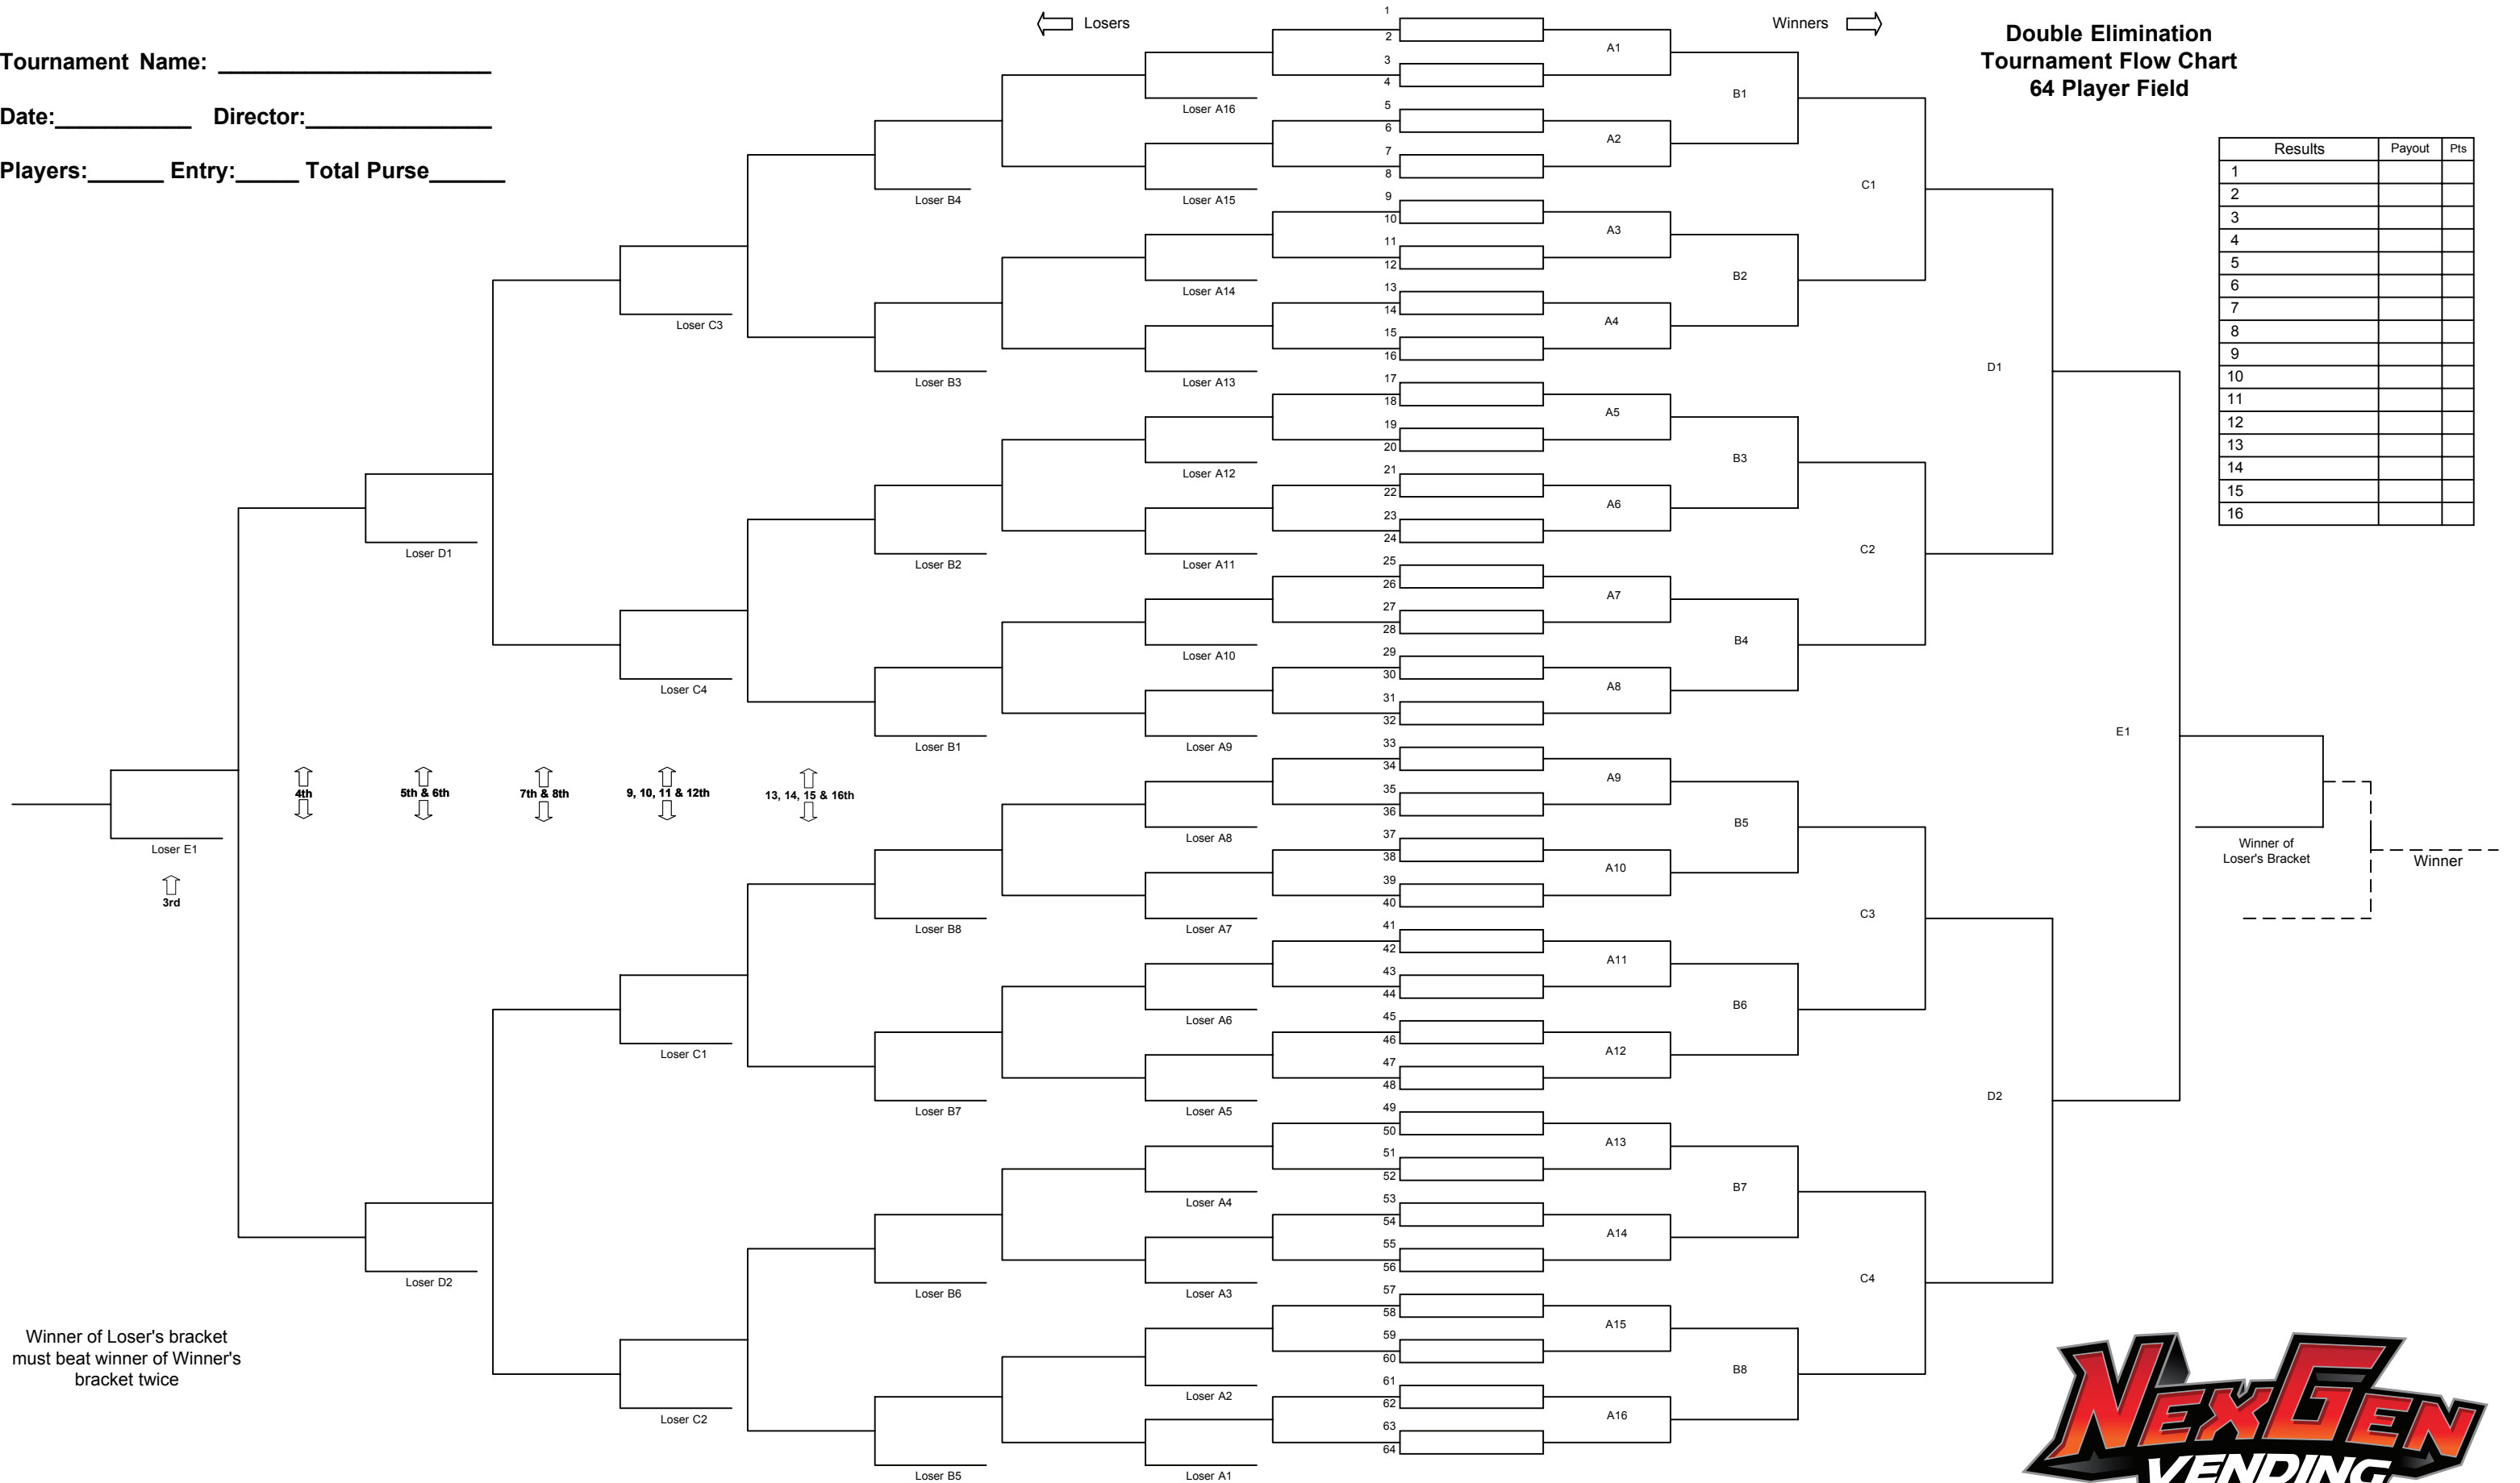 Losers
Winners
Double Elimination
Tournament Flow Chart
64 Player Field
Tournament Name: ______________________
Date:___________ Director:_______________
Players:______ Entry:_____ Total Purse______
Results Payout Pts
1
2
3
4
5
6
7
8
9
10
11
12
13
14
15
16
1
2
3
4
5
6
7
8
9
10
11
12
13
14
15
16
17
18
19
20
21
22
23
24
25
26
27
28
29
30
31
32
33
34
35
36
37
38
39
40
41
42
43
44
45
46
47
48
49
50
51
52
53
54
55
56
57
58
59
60
61
62
63
64
A1
A2
A3
A4
A5
A6
A7
A8
A9
A10
A11
A12
A13
A14
A15
A16
B1
B2
B3
B4
B5
B6
B7
B8
C1
C2
C3
C4
D1
D2
E1
Winner of
Loser's Bracket
Winner
Loser A16
Loser A15
Loser A14
Loser A13
Loser A12
Loser A11
Loser A10
Loser A9
Loser A8
Loser A7
Loser A6
Loser A5
Loser A4
Loser A3
Loser A2
Loser A1
Loser B4
Loser B3
Loser B2
Loser B1
Loser B8
Loser B7
Loser B6
Loser B5
Loser C3
Loser C4
Loser C1
Loser C2
Loser D1
Loser D2
Loser E1
3rd
4th
5th & 6th
7th & 8th
9, 10, 11 & 12th
13, 14, 15 & 16th
Winner of Loser's bracket
must beat winner of Winner's
bracket twice
NEXGEN
VENDING